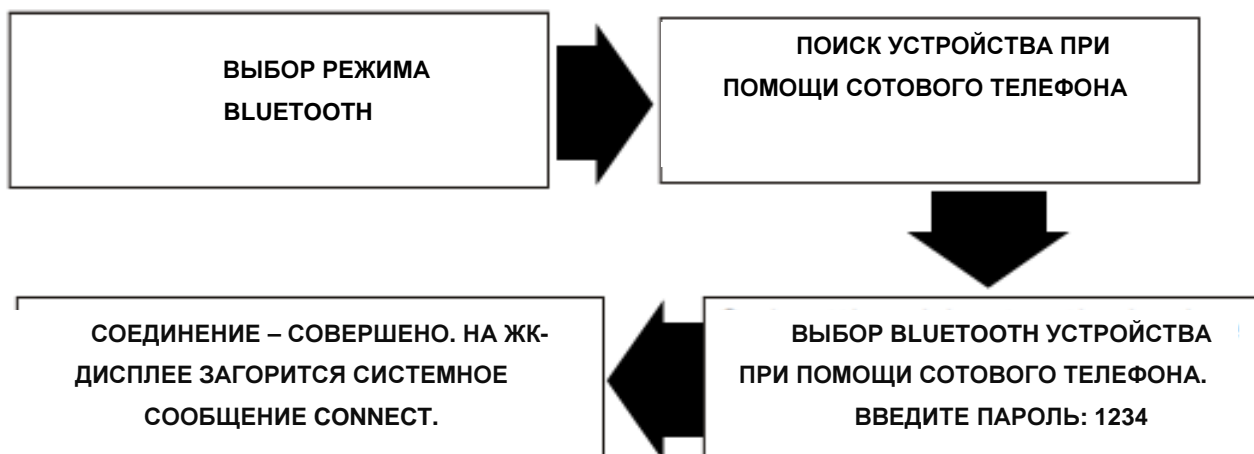 ВЫБОР РЕЖИМА
BLUETOOTH
ПОИСК УСТРОЙСТВА ПРИ
ПОМОЩИ СОТОВОГО ТЕЛЕФОНА
ВЫБОР BLUETOOTH УСТРОЙСТВА
ПРИ ПОМОЩИ СОТОВОГО ТЕЛЕФОНА.
ВВЕДИТЕ ПАРОЛЬ: 1234
СОЕДИНЕНИЕ – СОВЕРШЕНО. НА ЖК-
ДИСПЛЕЕ ЗАГОРИТСЯ СИСТЕМНОЕ
СООБЩЕНИЕ CONNECT.